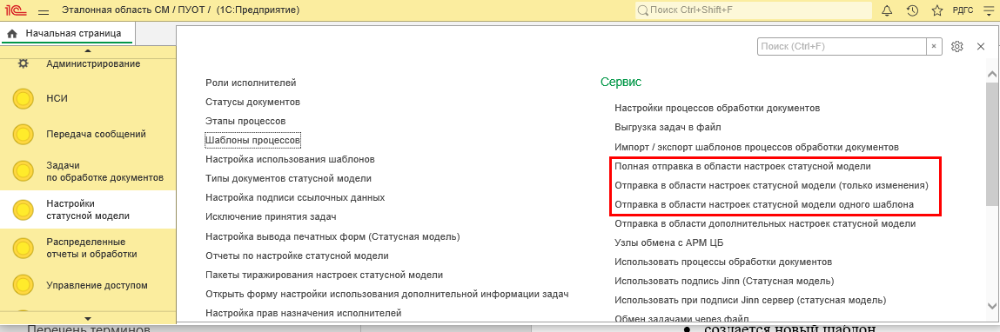 1С Эталонная область СМ / ПУОТ / (1С:Предприятие)
Поиск Ctrl+Shift+F
РДГС
Начальная страница
Администрирование
НСИ
Передача сообщений
Задачи
по обработке документов
Настройки
статусной модели
Распределенные
отчеты и обработки
Управление доступом
Поиск (Ctrl+F)
×
Роли исполнителей
Статусы документов
Этапы процессов
Шаблоны процессов
Настройка использования шаблонов
Типы документов статусной модели
Настройка подписи ссылочных данных
Исключение принятия задач
Настройка вывода печатных форм (Статусная модель)
Отчеты по настройке статусной модели
Пакеты тиражирования настроек статусной модели
Открыть форму настройки использования дополнительной информации задач
Настройка прав назначения исполнителей
Сервис
Настройки процессов обработки документов
Выгрузка задач в файл
Импорт / экспорт шаблонов процессов обработки документов
Полная отправка в области настроек статусной модели
Отправка в области настроек статусной модели (только изменения)
Отправка в области настроек статусной модели одного шаблона
Отправка в области дополнительных настроек статусной модели
Узлы обмена с АРМ ЦБ
Использовать процессы обработки документов
Использовать подпись Jinn (Статусная модель)
Использовать при подписи Jinn сервер (статусная модель)
Обмен задачами через файл
Перечень терминов
• создается новый шаблон